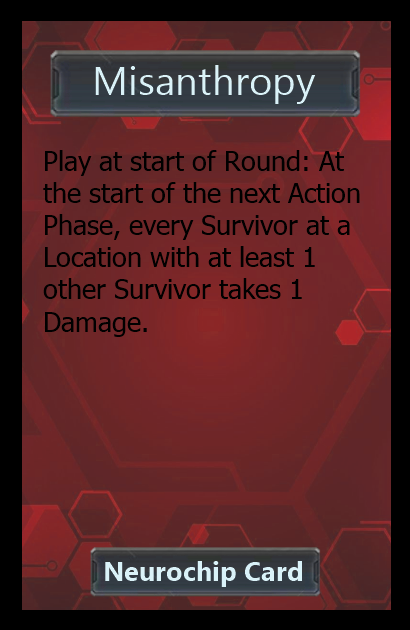 Misanthropy
Play at start of Round: At
the start of the next Action
Phase, every Survivor at a
Location with at least 1
other Survivor takes 1
Damage.
Neurochip Card